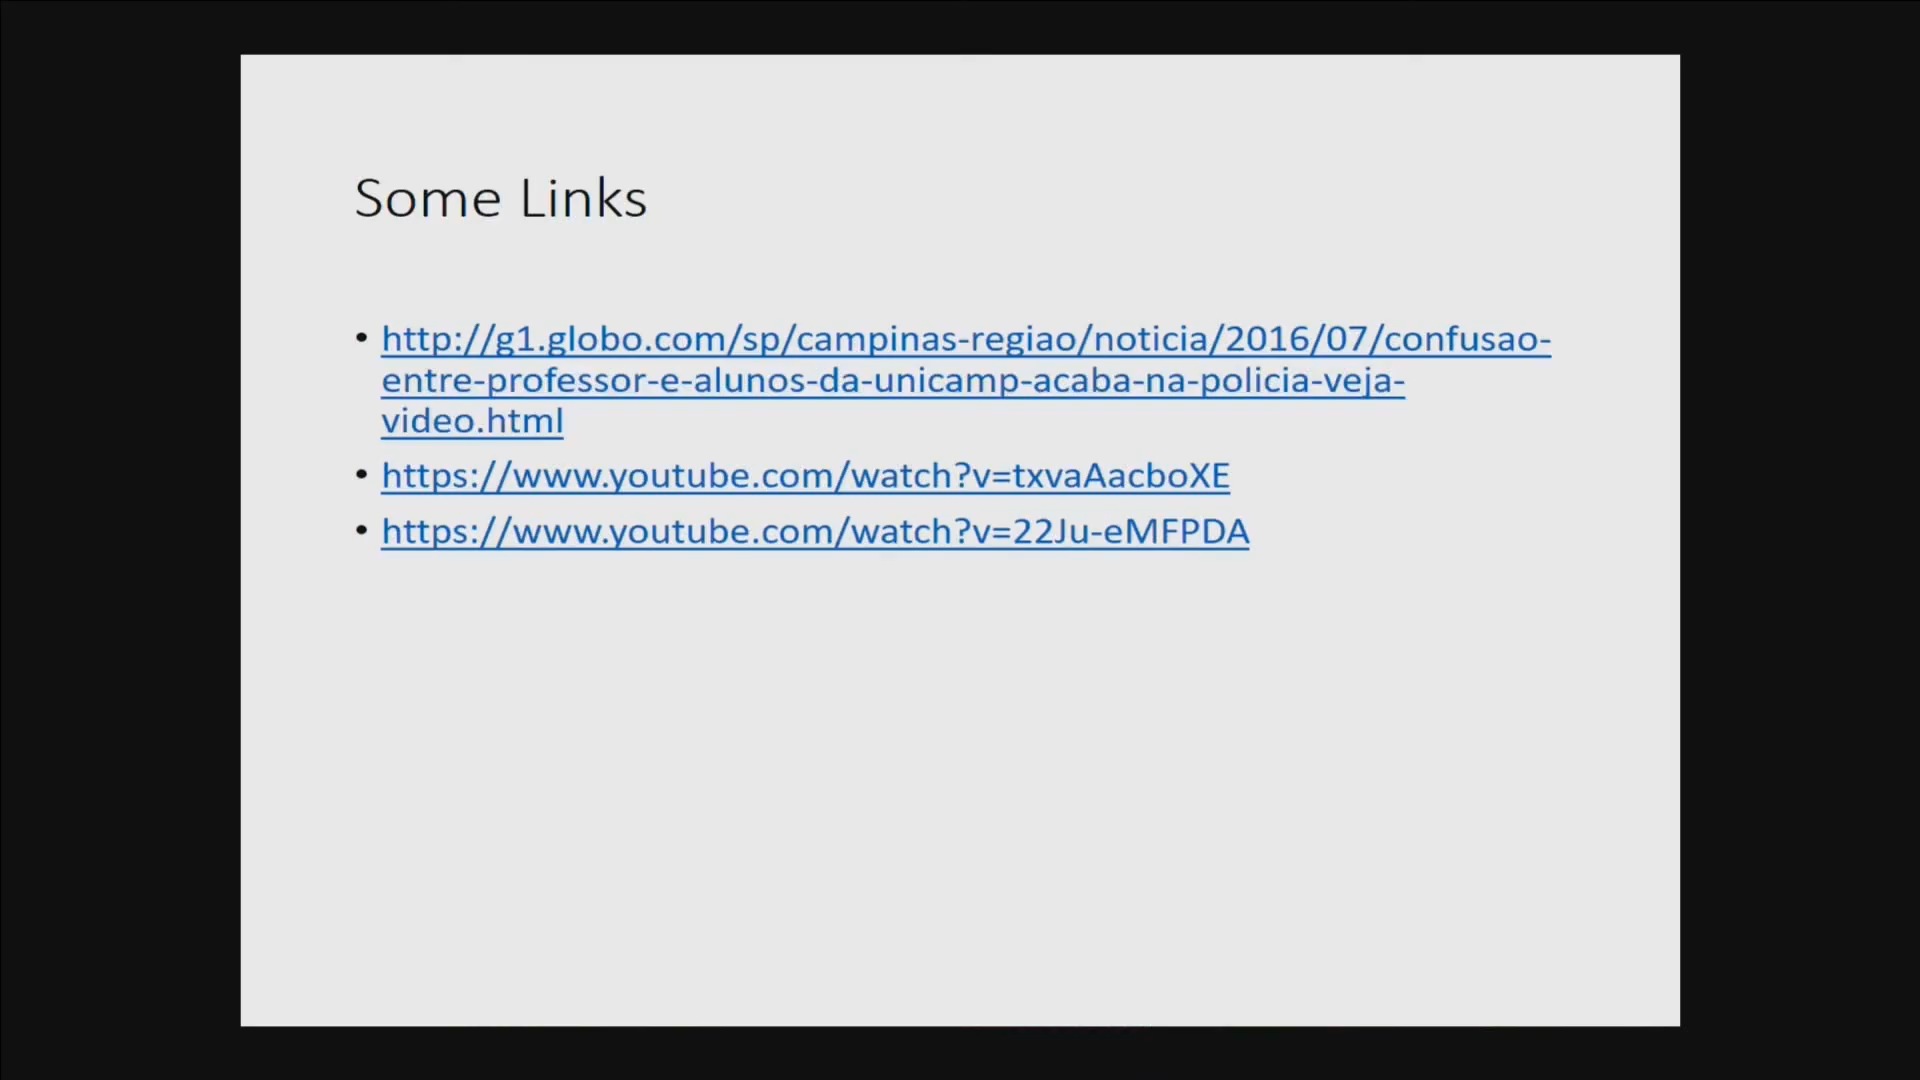 Some Links
• http://g1.globo.com/sp/campinas-regiao/noticia/2016/07/confusao-
entre-professor-e-alunos-da-unicamp-acaba-na-policia-veja-
video.html
• https://www.youtube.com/watch?v=txvaAacboXE
• https://www.youtube.com/watch?v=22Ju-eMFPDA